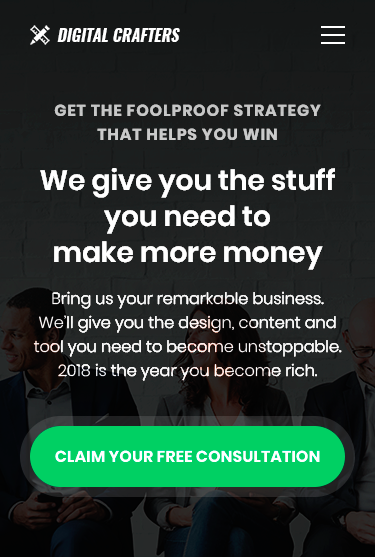 DIGITAL CRAFTERS
GET THE FOOLPROOF STRATEGY
THAT HELPS YOU WIN
We give you the stuff
you need to
make more money
Bring us your remarkable business.
We'll give you the design, content and
tool you need to become unstoppable.
2018 is the year you become rich.
CLAIM YOUR FREE CONSULTATION